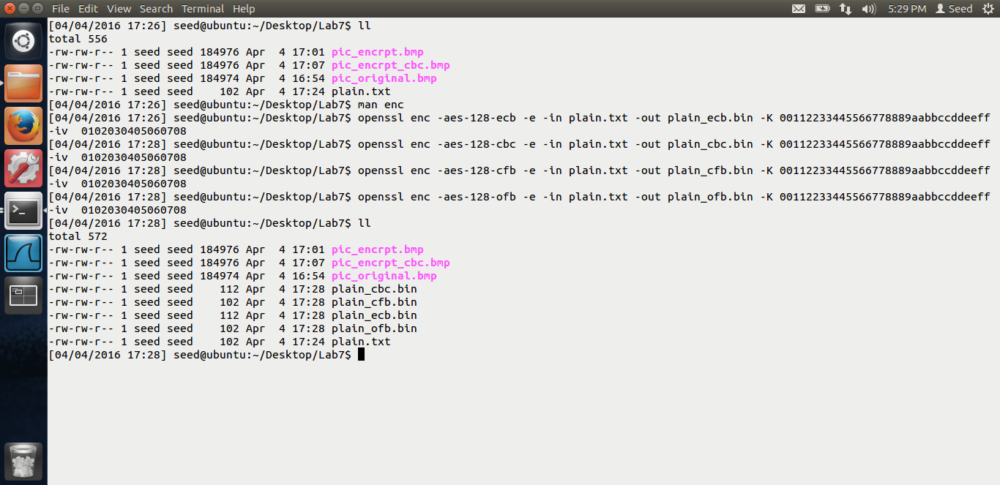 File Edit View Search Terminal Help 5:29 PM Seed
[04/04/2016 17:26] seed@ubuntu:~/Desktop/Lab7$ ll
total 556
-rw-rw-r-- 1 seed seed 184976 Apr  4 17:01 pic_encrpt.bmp
-rw-rw-r-- 1 seed seed 184976 Apr  4 17:07 pic_encrpt_cbc.bmp
-rw-rw-r-- 1 seed seed 184974 Apr  4 16:54 pic_original.bmp
-rw-rw-r-- 1 seed seed    102 Apr  4 17:24 plain.txt
[04/04/2016 17:26] seed@ubuntu:~/Desktop/Lab7$ man enc
[04/04/2016 17:26] seed@ubuntu:~/Desktop/Lab7$ openssl enc -aes-128-ecb -e -in plain.txt -out plain_ecb.bin -K 00112233445566778889aabbccddeeff
-iv  0102030405060708
[04/04/2016 17:28] seed@ubuntu:~/Desktop/Lab7$ openssl enc -aes-128-cbc -e -in plain.txt -out plain_cbc.bin -K 00112233445566778889aabbccddeeff
-iv  0102030405060708
[04/04/2016 17:28] seed@ubuntu:~/Desktop/Lab7$ openssl enc -aes-128-cfb -e -in plain.txt -out plain_cfb.bin -K 00112233445566778889aabbccddeeff
-iv  0102030405060708
[04/04/2016 17:28] seed@ubuntu:~/Desktop/Lab7$ openssl enc -aes-128-ofb -e -in plain.txt -out plain_ofb.bin -K 00112233445566778889aabbccddeeff
-iv  0102030405060708
[04/04/2016 17:28] seed@ubuntu:~/Desktop/Lab7$ ll
total 572
-rw-rw-r-- 1 seed seed 184976 Apr  4 17:01 pic_encrpt.bmp
-rw-rw-r-- 1 seed seed 184976 Apr  4 17:07 pic_encrpt_cbc.bmp
-rw-rw-r-- 1 seed seed 184974 Apr  4 16:54 pic_original.bmp
-rw-rw-r-- 1 seed seed    112 Apr  4 17:28 plain_cbc.bin
-rw-rw-r-- 1 seed seed    102 Apr  4 17:28 plain_cfb.bin
-rw-rw-r-- 1 seed seed    112 Apr  4 17:28 plain_ecb.bin
-rw-rw-r-- 1 seed seed    102 Apr  4 17:28 plain_ofb.bin
-rw-rw-r-- 1 seed seed    102 Apr  4 17:24 plain.txt
[04/04/2016 17:28] seed@ubuntu:~/Desktop/Lab7$